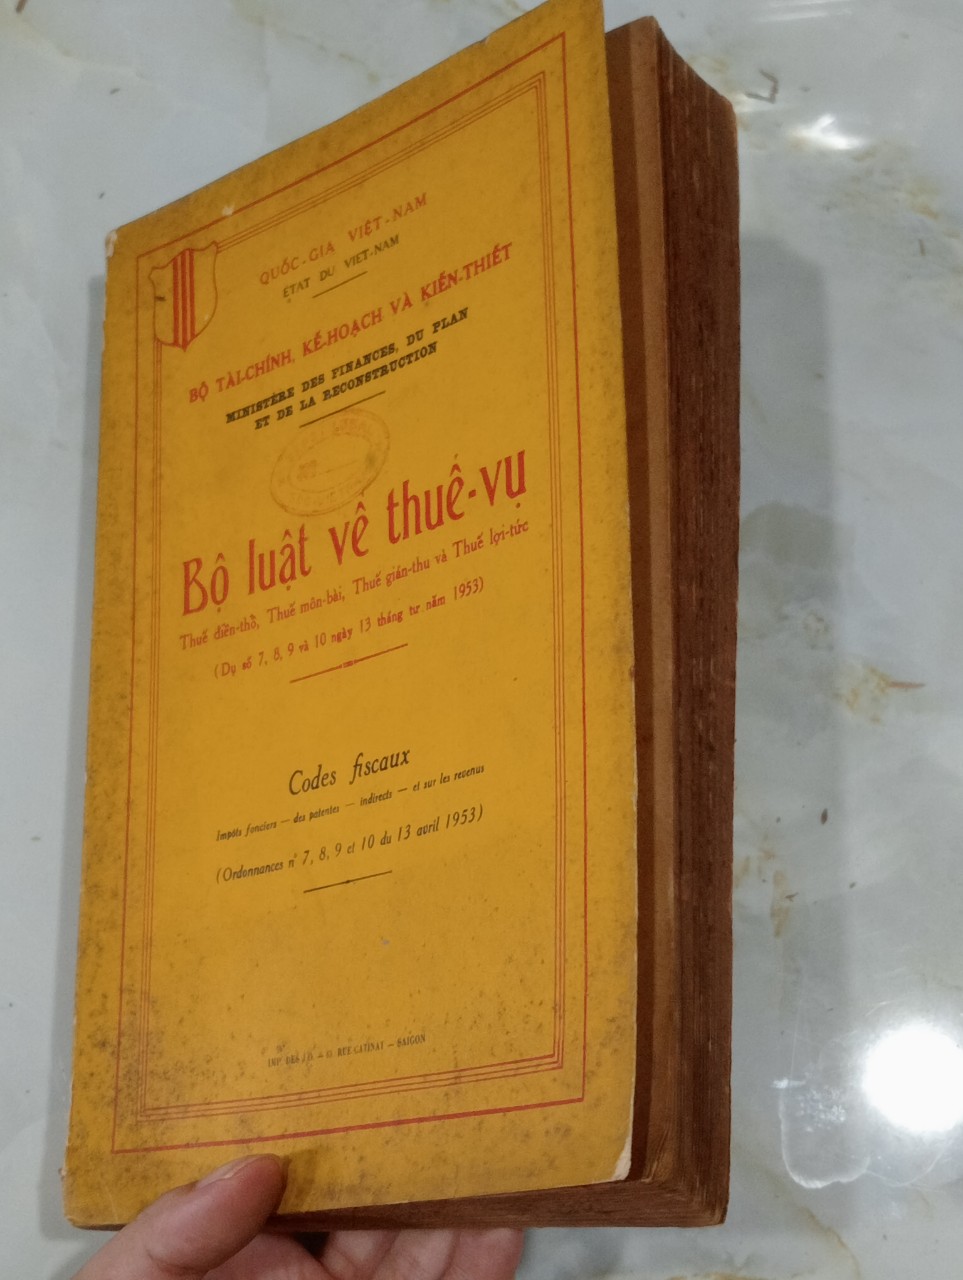 QUỐC-GIA VIỆT-NAM
ÉTAT DU VIET-NAM
BỘ TÀI-CHÍNH, KẾ-HOẠCH VÀ KIẾN-THIẾT
MINISTÈRE DES FINANCES, DU PLAN
ET DE LA RECONSTRUCTION
Bộ luật về thuế-vụ
Thuế điền-thổ, Thuế môn-bài, Thuế gián-thu và Thuế lợi-tức
(Dụ số 7, 8, 9 và 10 ngày 13 tháng tư năm 1953)
Codes fiscaux
Impôts fonciers — des patentes — indirects — et sur les revenus
(Ordonnances n° 7, 8, 9 et 10 du 13 avril 1953)
IMP. DES RUE CATINAT — SAIGON